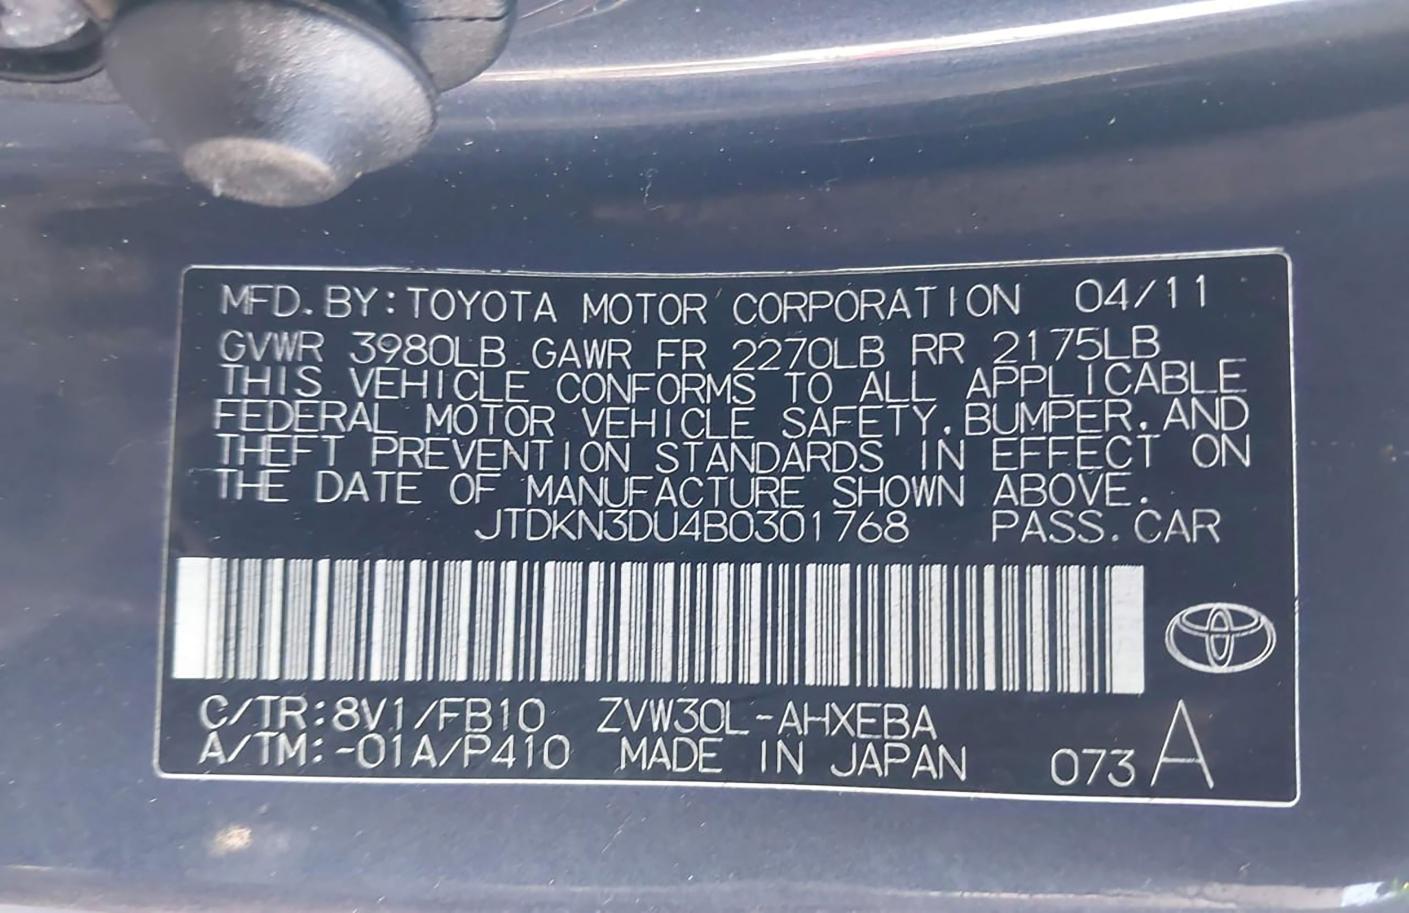 MFD. BY: TOYOTA MOTOR CORPORATION 04/11
GVWR 3980LB GAWR FR 2270LB RR 2175LB
THIS VEHICLE CONFORMS TO ALL APPLICABLE
FEDERAL MOTOR VEHICLE SAFETY, BUMPER, AND
THEFT PREVENTION STANDARDS IN EFFECT ON
THE DATE OF MANUFACTURE SHOWN ABOVE.
JTDKN3DU4B0301768 PASS. CAR
C/TR: 8V1/FB10 ZVW30L-AHXEBA
A/TM: -01A/P410 MADE IN JAPAN 073 A